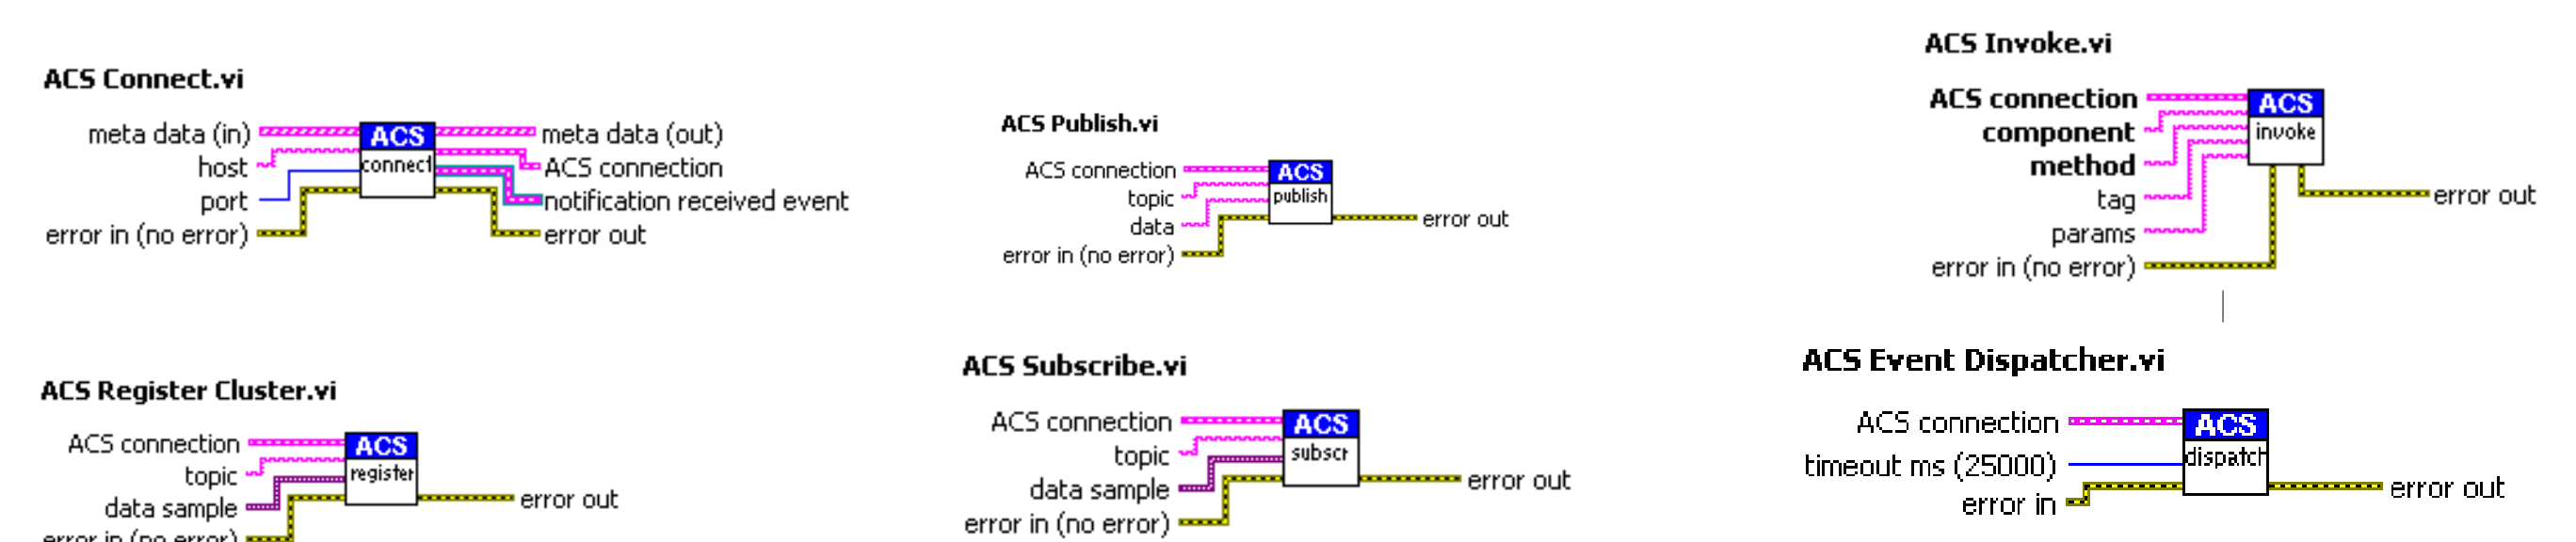 ACS Connect.vi
meta data (in)
host
port
error in (no error)
ACS
connect
meta data (out)
ACS connection
notification received event
error out
ACS Publish.vi
ACS connection
topic
data
error in (no error)
ACS
publish
error out
ACS Invoke.vi
ACS connection
component
method
tag
params
error in (no error)
ACS
invoke
error out
ACS Register Cluster.vi
ACS connection
topic
data sample
error in (no error)
ACS
register
error out
ACS Subscribe.vi
ACS connection
topic
data sample
error in (no error)
ACS
subscr
error out
ACS Event Dispatcher.vi
ACS connection
timeout ms (25000)
error in
ACS
dispatch
error out